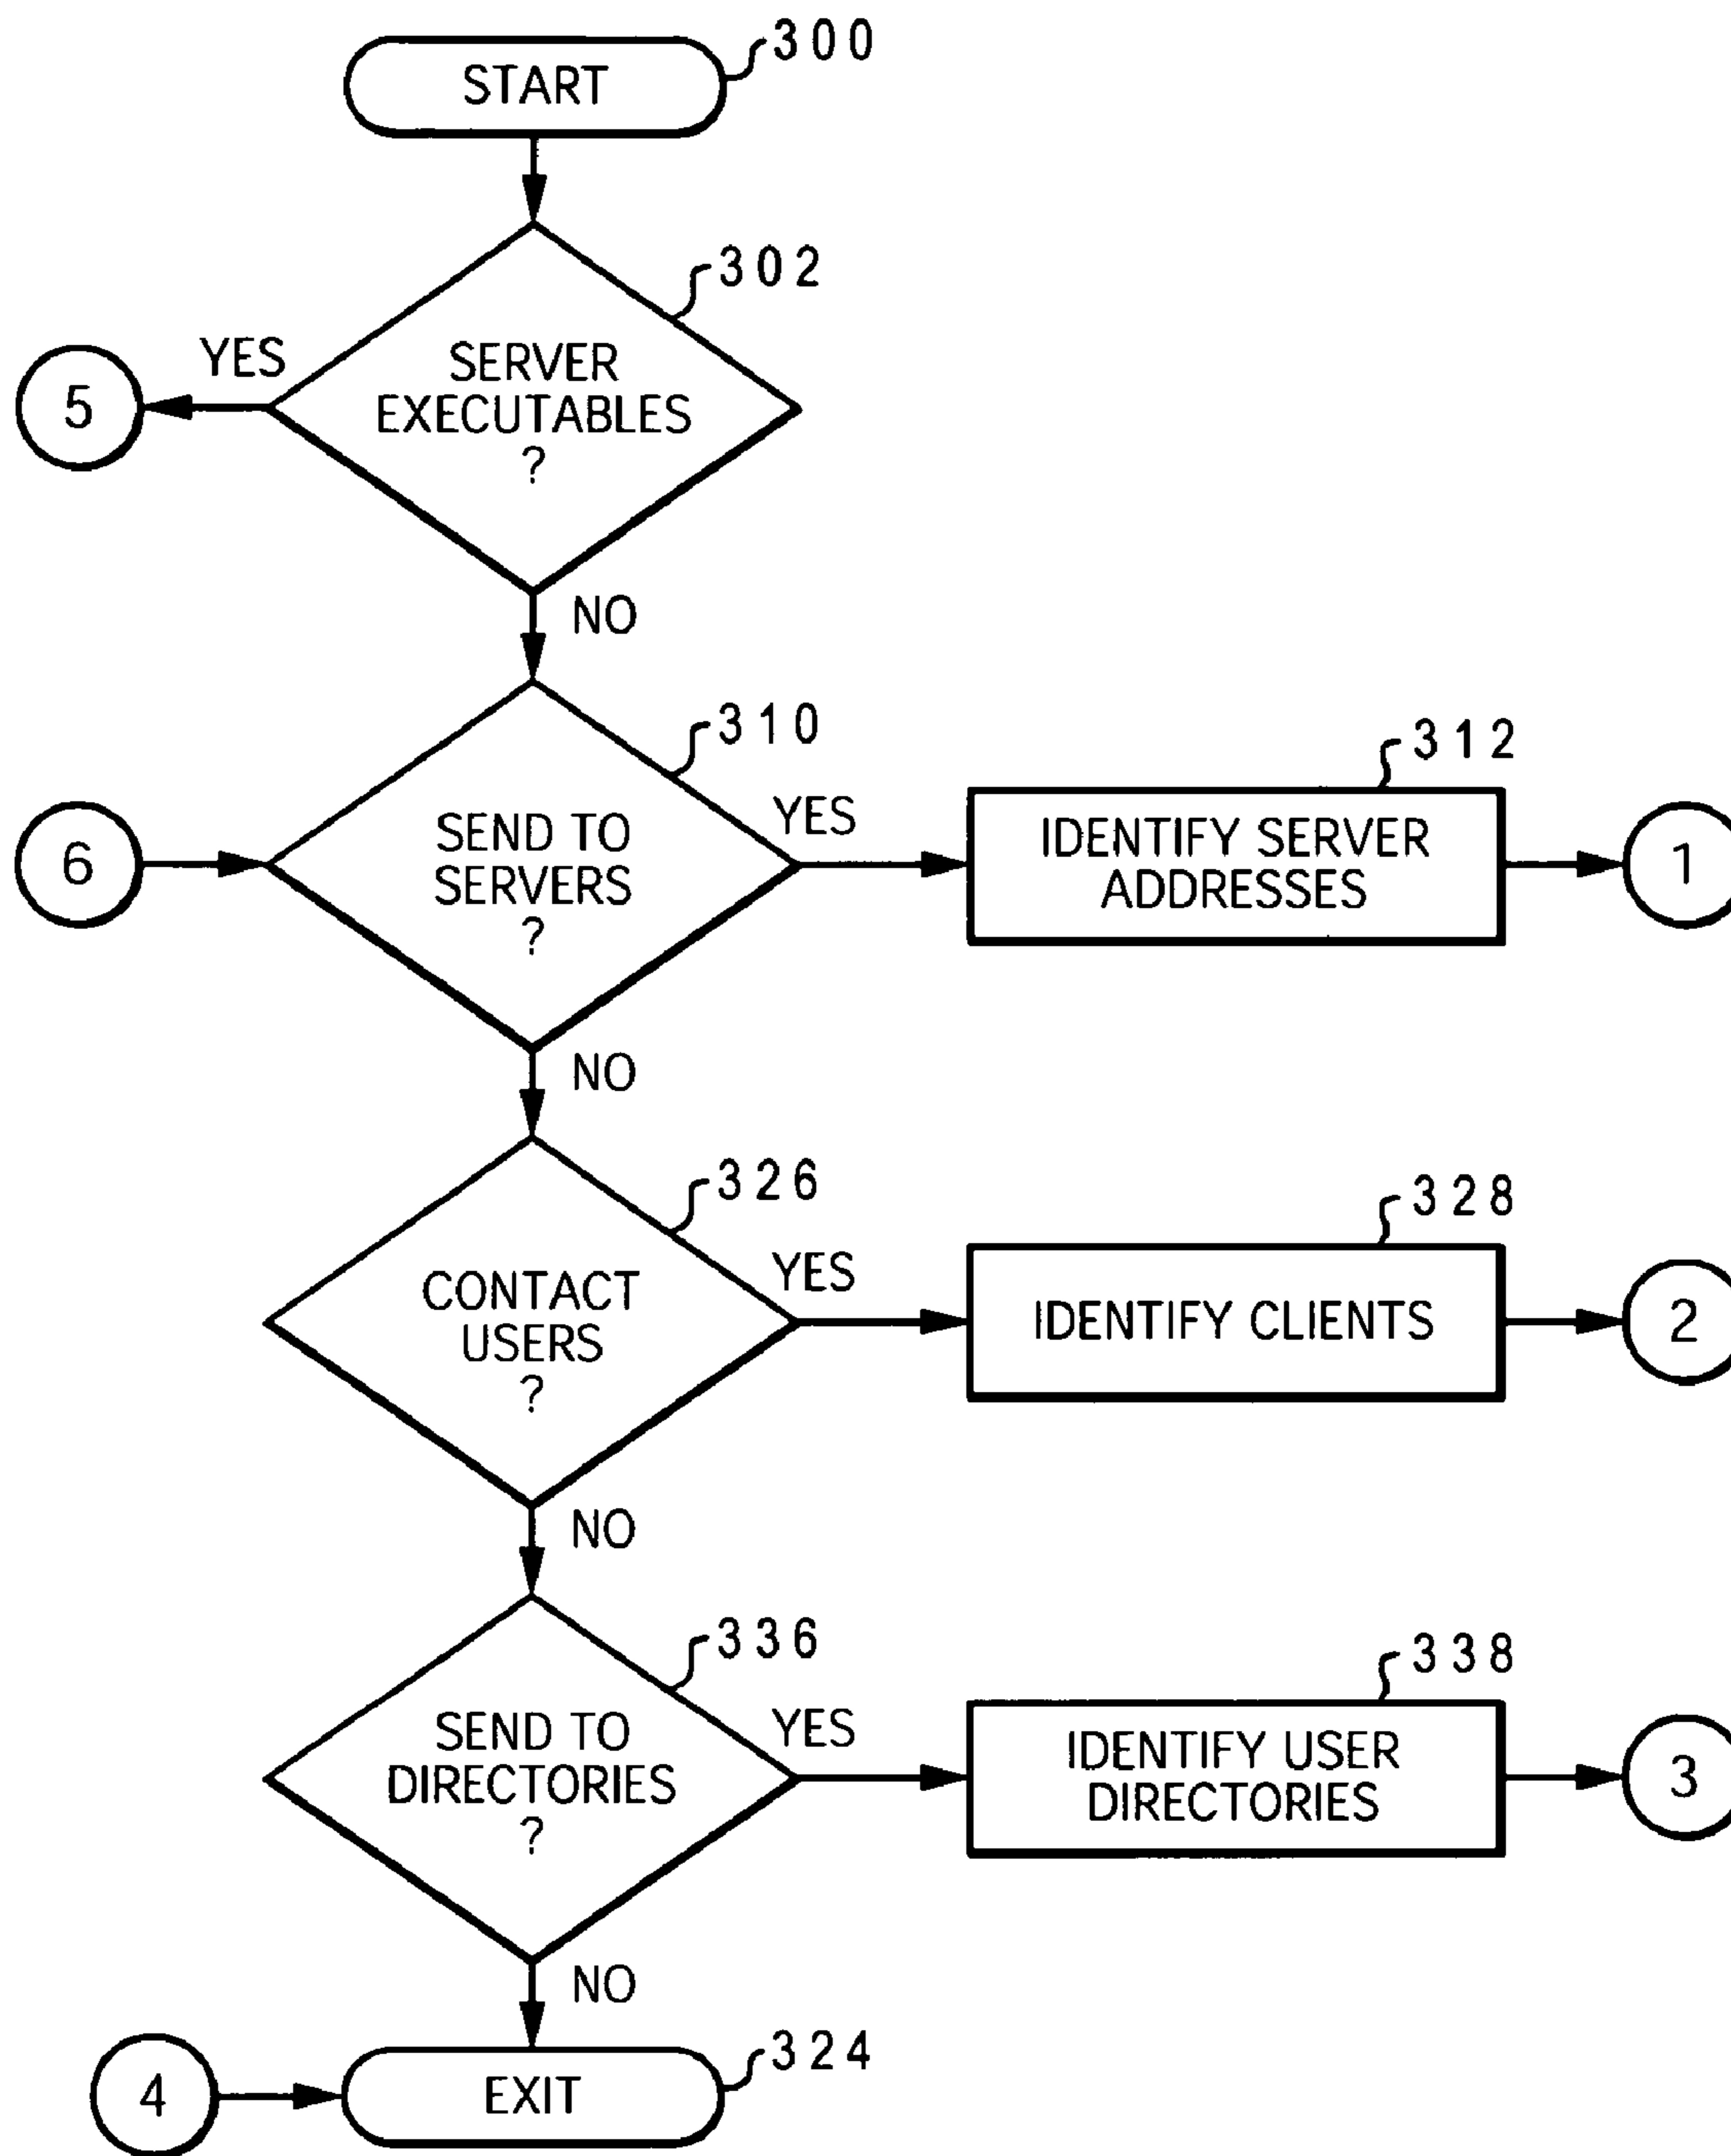 START
300
302
SERVER
EXECUTABLES
?
YES
5
NO
310
SEND TO
SERVERS
?
6
YES
312
IDENTIFY SERVER
ADDRESSES
1
NO
326
CONTACT
USERS
?
YES
328
IDENTIFY CLIENTS
2
NO
336
SEND TO
DIRECTORIES
?
YES
338
IDENTIFY USER
DIRECTORIES
3
NO
324
4
EXIT